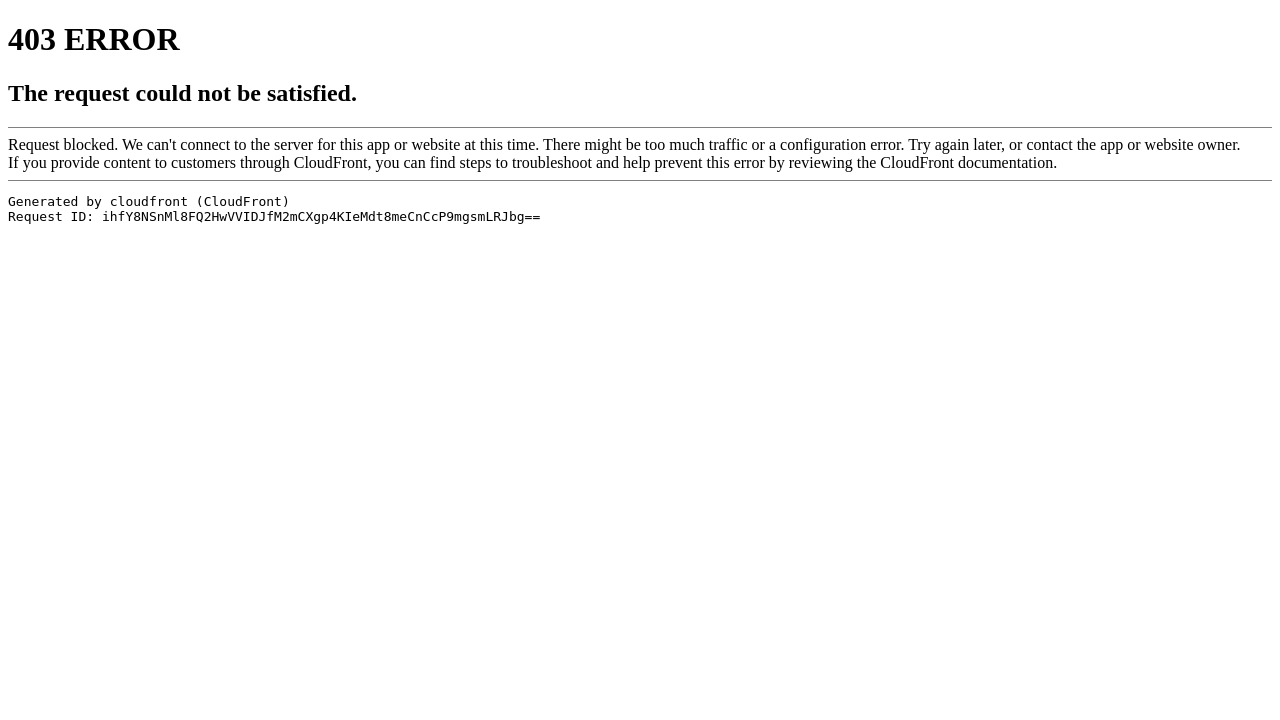 403 ERROR
The request could not be satisfied.
Request blocked. We can't connect to the server for this app or website at this time. There might be too much traffic or a configuration error. Try again later, or contact the app or website owner.
If you provide content to customers through CloudFront, you can find steps to troubleshoot and help prevent this error by reviewing the CloudFront documentation.
Generated by cloudfront (CloudFront)
Request ID: ihfY8NSnMl8FQ2HwVVIDJfM2mCXgp4KIeMdt8meCnCcP9mgsmLRJbg==